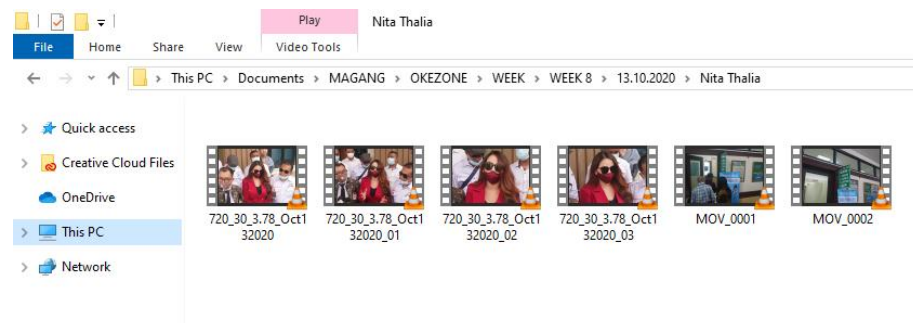 Play Nita Thalia
File Home Share View Video Tools
This PC > Documents > MAGANG > OKEZONE > WEEK > WEEK 8 > 13.10.2020 > Nita Thalia
Quick access
Creative Cloud Files
OneDrive
This PC
Network
720_30_3.78_Oct1 720_30_3.78_Oct1 720_30_3.78_Oct1 720_30_3.78_Oct1 MOV_0001 MOV_0002
32020 32020_01 32020_02 32020_03